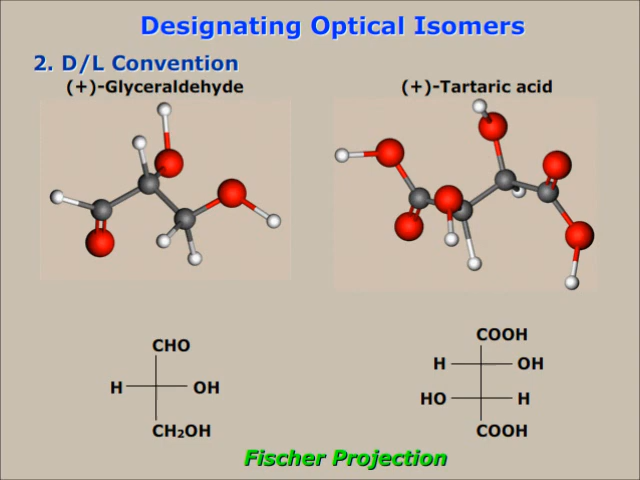 Designating Optical Isomers
2. D/L Convention
(+)-Glyceraldehyde
(+)-Tartaric acid
CHO
H OH
CH₂OH
COOH
H OH
HO H
COOH
Fischer Projection